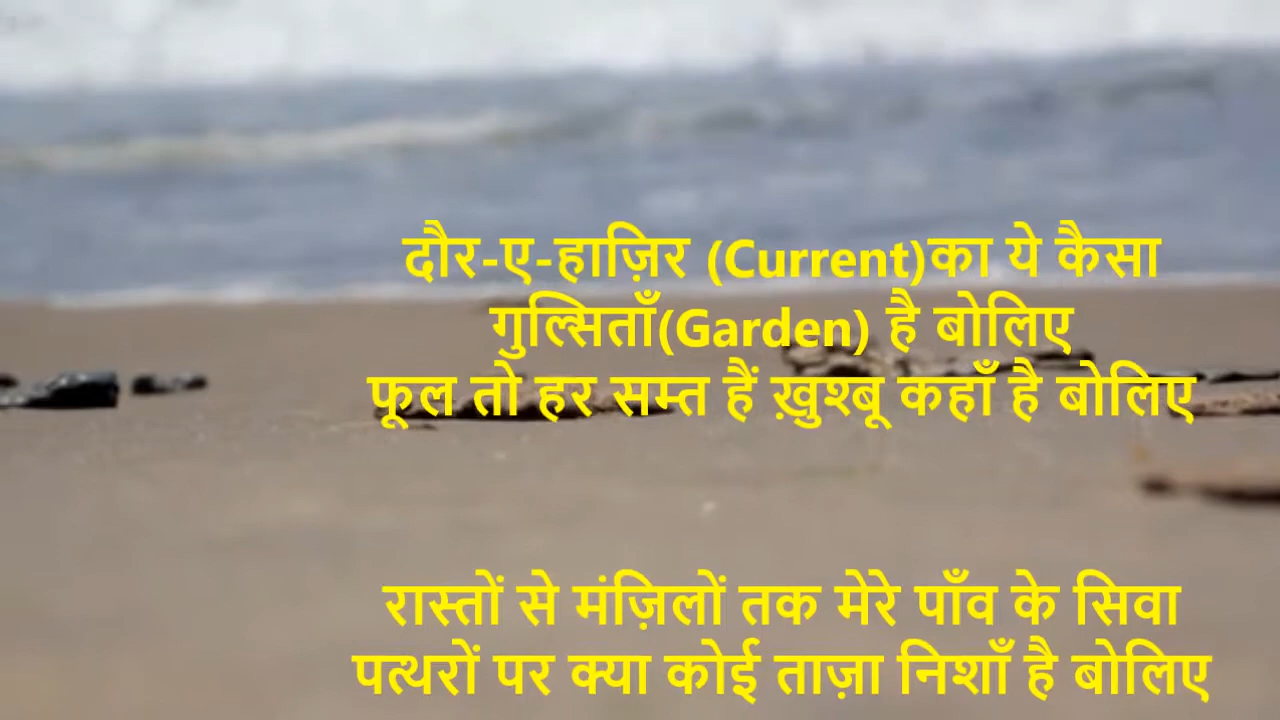 दौर-ए-हाज़िर (Current)का ये कैसा
गुल्सिताँ(Garden) है बोलिए
फूल तो हर सम्त हैं ख़ुश्बू कहाँ है बोलिए
रास्तों से मंज़िलों तक मेरे पाँव के सिवा
पत्थरों पर क्या कोई ताज़ा निशाँ है बोलिए